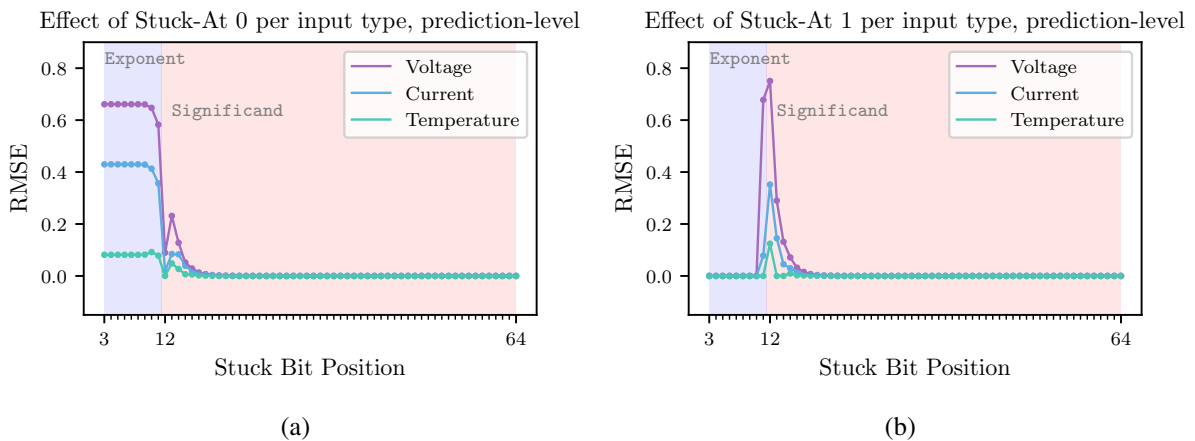 Effect of Stuck-At 0 per input type, prediction-level
Exponent
Significand
Voltage
Current
Temperature
RMSE
0.8
0.6
0.4
0.2
0.0
3
12
64
Stuck Bit Position
(a)
Effect of Stuck-At 1 per input type, prediction-level
Exponent
Significand
Voltage
Current
Temperature
RMSE
0.8
0.6
0.4
0.2
0.0
3
12
64
Stuck Bit Position
(b)